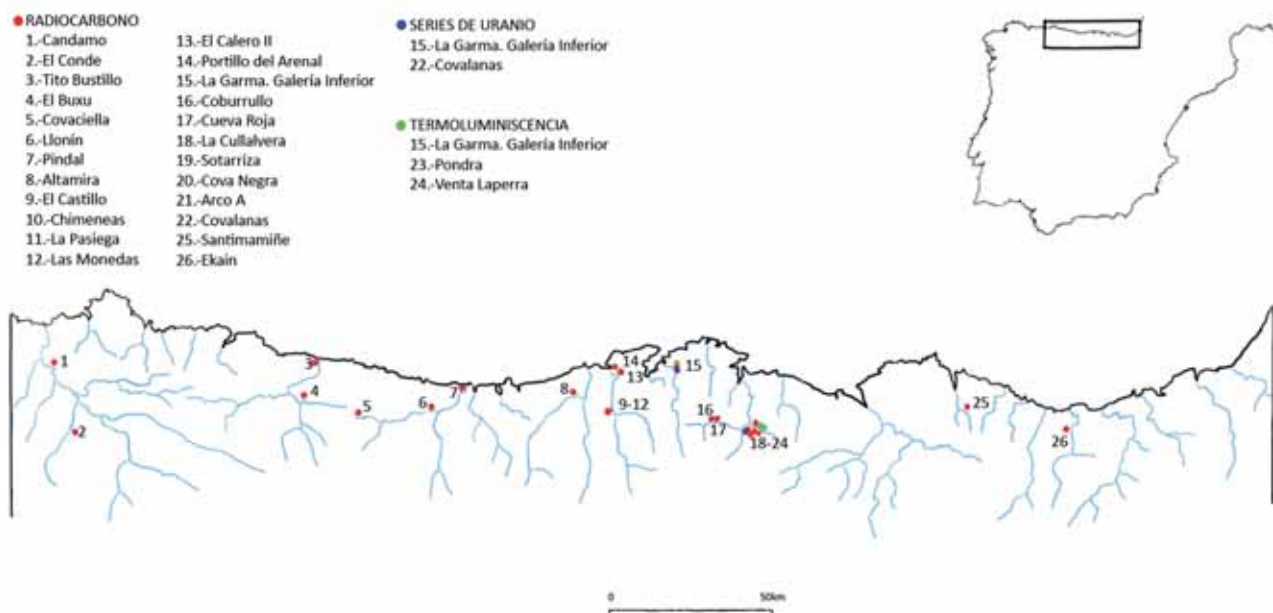 RADIOCARBONO
1.-Candamo
2.-El Conde
3.-Tito Bustillo
4.-El Buxu
5.-Covaciella
6.-Llonín
7.-Pindal
8.-Altamira
9.-El Castillo
10.-Chimeneas
11.-La Pasiega
12.-Las Monedas
13.-El Calero II
14.-Portillo del Arenal
15.-La Garma. Galería Inferior
16.-Coburrullo
17.-Cueva Roja
18.-La Cullalvera
19.-Sotarriza
20.-Cova Negra
21.-Arco A
22.-Covalanas
25.-Santimamiñe
26.-Ekain
SERIES DE URANIO
15.-La Garma. Galería Inferior
22.-Covalanas
TERMOLUMINISCENCIA
15.-La Garma. Galería Inferior
23.-Pondra
24.-Venta Laperra
1
2
3
4
5
6
7
8
9-12
13
14
15
16
17
18-24
25
26
0 50km